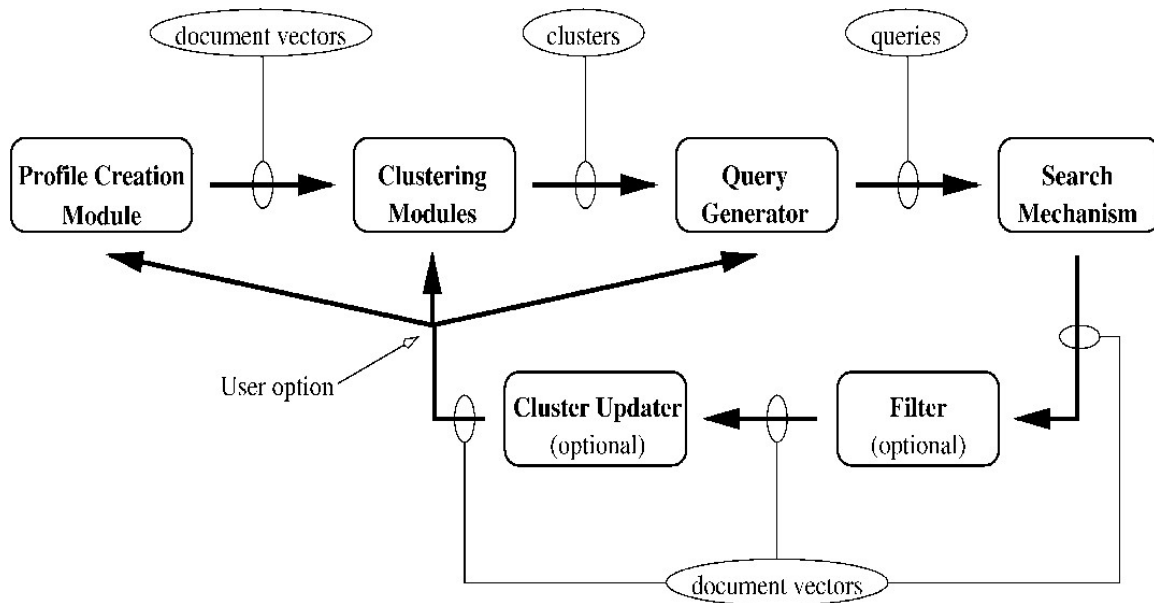 document vectors
clusters
queries
Profile Creation
Module
Clustering
Modules
Query
Generator
Search
Mechanism
User option
Cluster Updater
(optional)
Filter
(optional)
document vectors